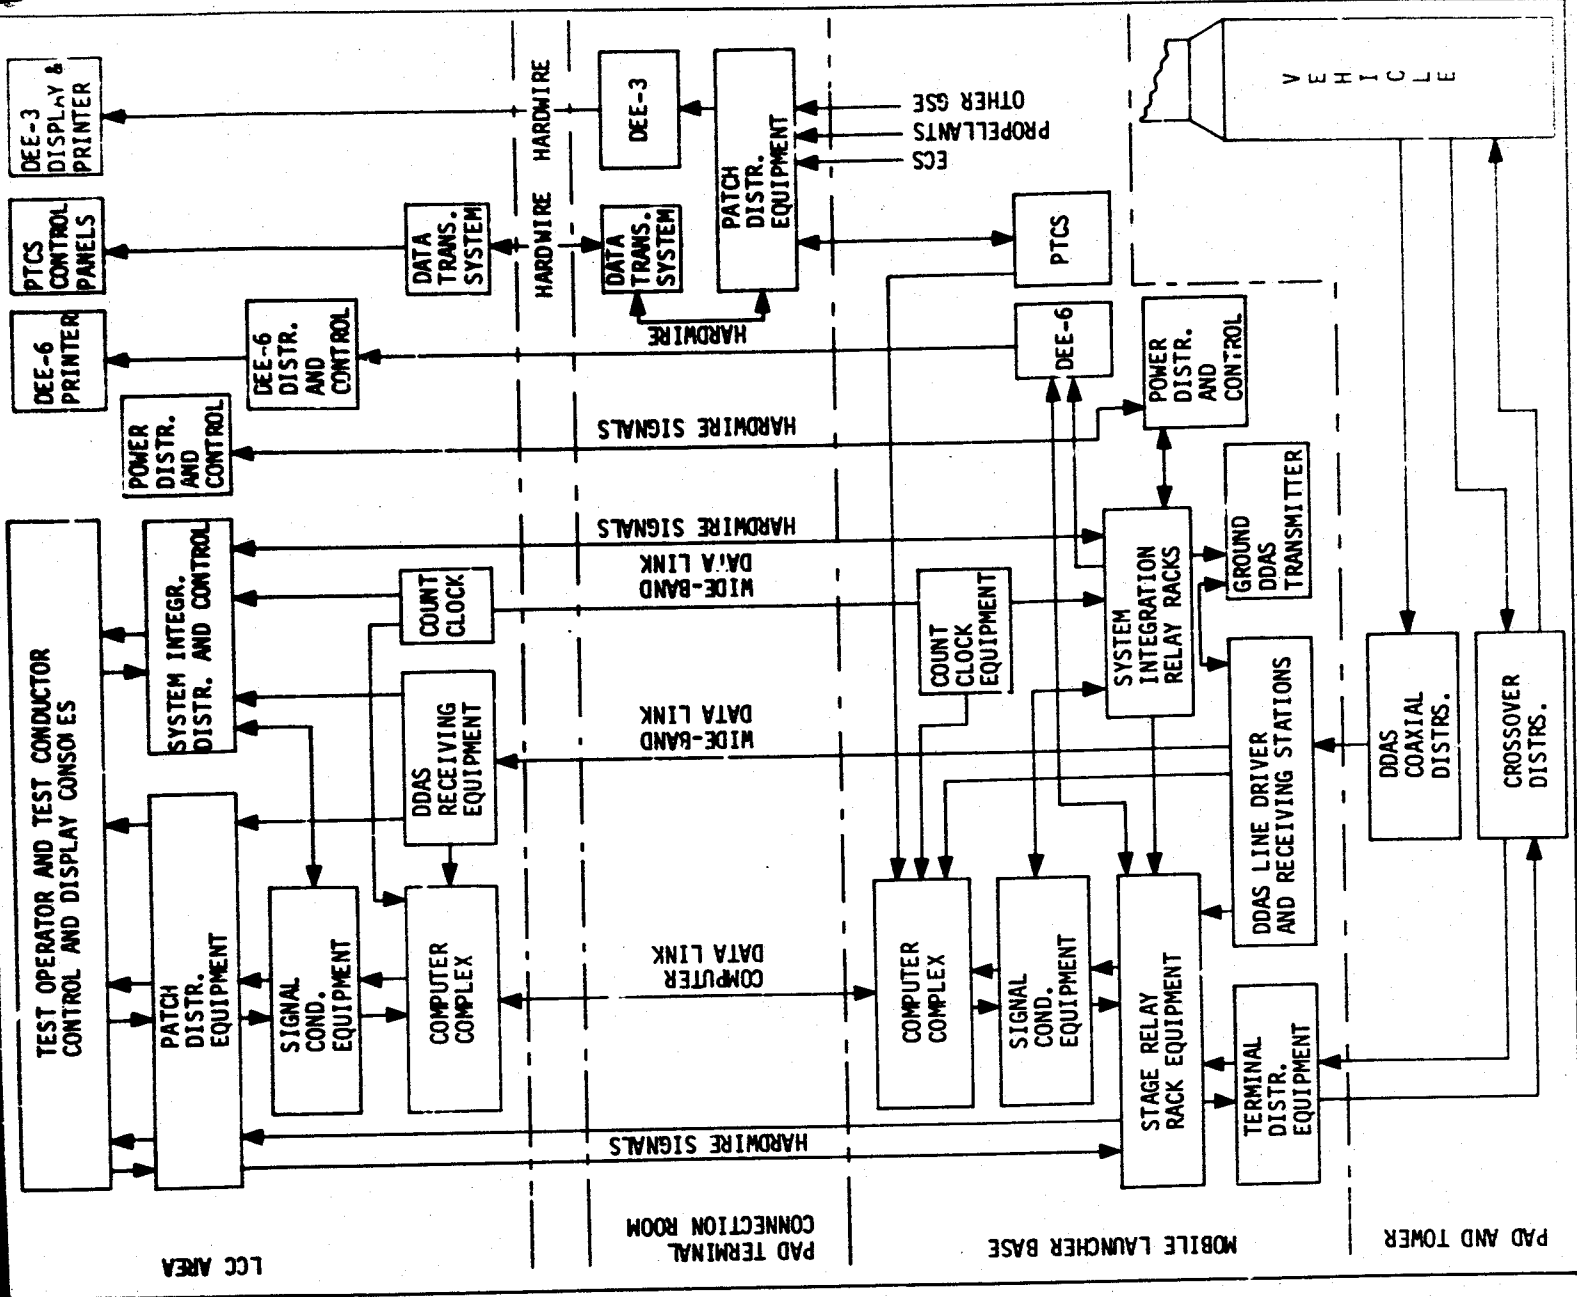 DEE-3
DISPLAY &
PRINTER
PTCS
CONTROL
PANELS
DEE-6
PRINTER
POWER
DISTR.
AND
CONTROL
DEE-6
DISTR.
AND
CONTROL
DATA
TRANS.
SYSTEM
HARDWIRE
HARDWIRE
HARDWIRE
HARDWIRE
DEE-3
DATA
TRANS.
SYSTEM
PATCH
DISTR.
EQUIPMENT
HARDWIRE
OTHER GSE
PROPELLANTS
ECS
PTCS
DEE-6
POWER
DISTR.
AND
CONTROL
VEHICLE
TEST OPERATOR AND TEST CONDUCTOR
CONTROL AND DISPLAY CONSOLES
SYSTEM INTEGR.
DISTR. AND CONTROL
COUNT
CLOCK
DDAS
RECEIVING
EQUIPMENT
PATCH
DISTR.
EQUIPMENT
SIGNAL
COND.
EQUIPMENT
COMPUTER
COMPLEX
HARDWIRE SIGNALS
HARDWIRE SIGNALS
WIDE-BAND
DATA LINK
WIDE-BAND
DATA LINK
COMPUTER
DATA LINK
HARDWIRE SIGNALS
COUNT
CLOCK
EQUIPMENT
SYSTEM
INTEGRATION
RELAY RACKS
GROUND
DDAS
TRANSMITTER
COMPUTER
COMPLEX
SIGNAL
COND.
EQUIPMENT
STAGE RELAY
RACK EQUIPMENT
DDAS LINE DRIVER
AND RECEIVING STATIONS
TERMINAL
DISTR.
EQUIPMENT
DDAS
COAXIAL
DISTRS.
CROSSOVER
DISTRS.
LCC AREA
PAD TERMINAL
CONNECTION ROOM
MOBILE LAUNCHER BASE
PAD AND TOWER